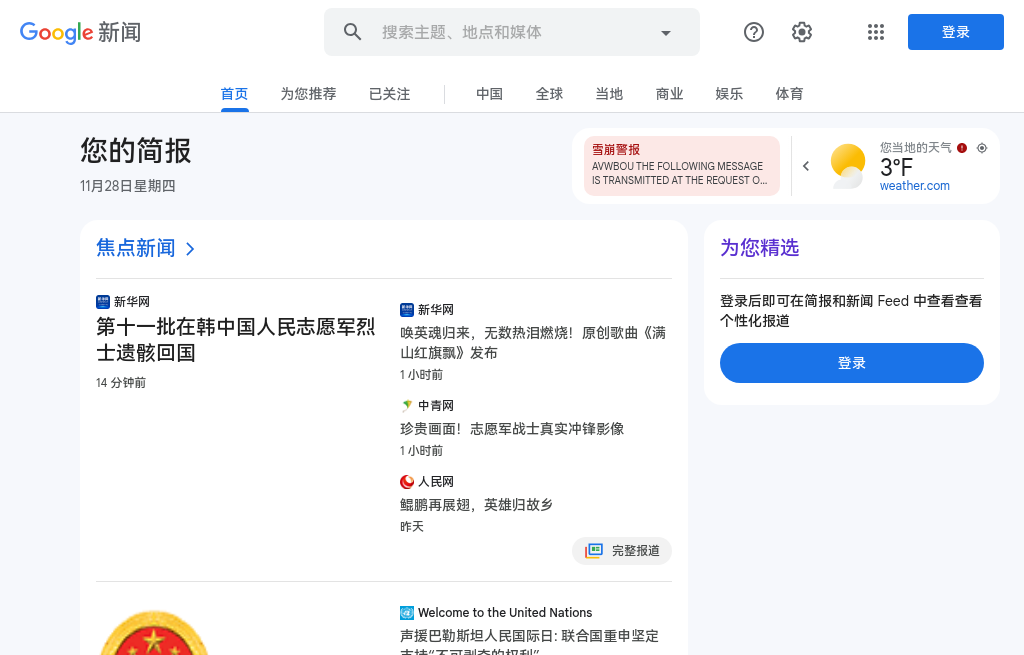 Google 新闻
搜索主题、地点和媒体
登录
首页
为您推荐
已关注
中国
全球
当地
商业
娱乐
体育
您的简报
11月28日星期四
雪崩警报
AVWBOU THE FOLLOWING MESSAGE
IS TRANSMITTED AT THE REQUEST O...
您当地的天气
3°F
weather.com
焦点新闻
新华网
第十一批在韩中国人民志愿军烈
士遗骸回国
14 分钟前
新华网
唤英魂归来，无数热泪燃烧！原创歌曲《满
山红旗飘》发布
1 小时前
中青网
珍贵画面！志愿军战士真实冲锋影像
1 小时前
人民网
鲲鹏再展翅，英雄归故乡
昨天
完整报道
Welcome to the United Nations
声援巴勒斯坦人民国际日: 联合国重申坚定
支持“不可剥夺的权利”
为您精选
登录后即可在简报和新闻 Feed 中查看查看
个性化报道
登录